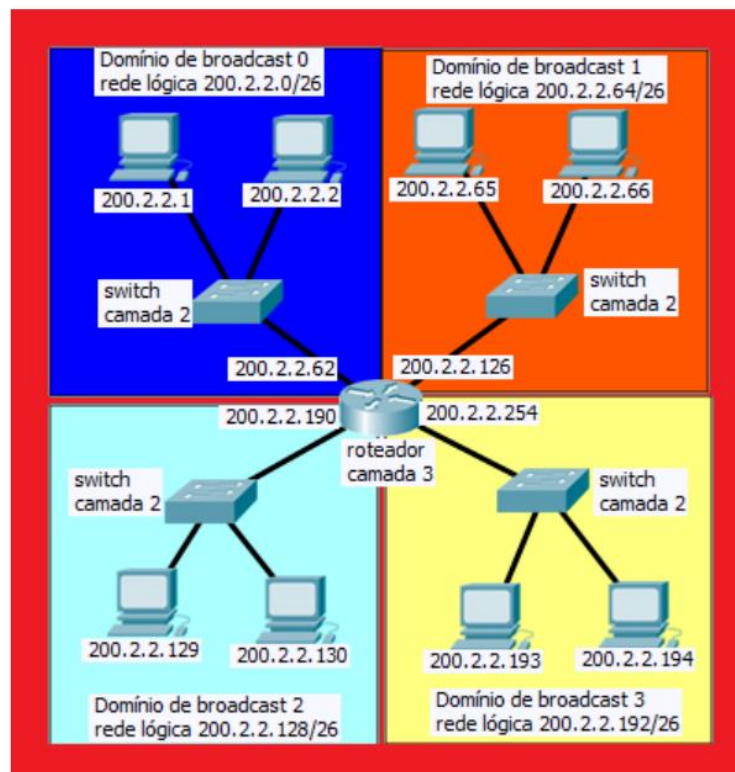 Domínio de broadcast 0
rede lógica 200.2.2.0/26
Domínio de broadcast 1
rede lógica 200.2.2.64/26
200.2.2.1
200.2.2.2
200.2.2.65
200.2.2.66
switch
camada 2
switch
camada 2
200.2.2.62
200.2.2.126
200.2.2.190
200.2.2.254
roteador
camada 3
switch
camada 2
switch
camada 2
200.2.2.129
200.2.2.130
200.2.2.193
200.2.2.194
Domínio de broadcast 2
rede lógica 200.2.2.128/26
Domínio de broadcast 3
rede lógica 200.2.2.192/26